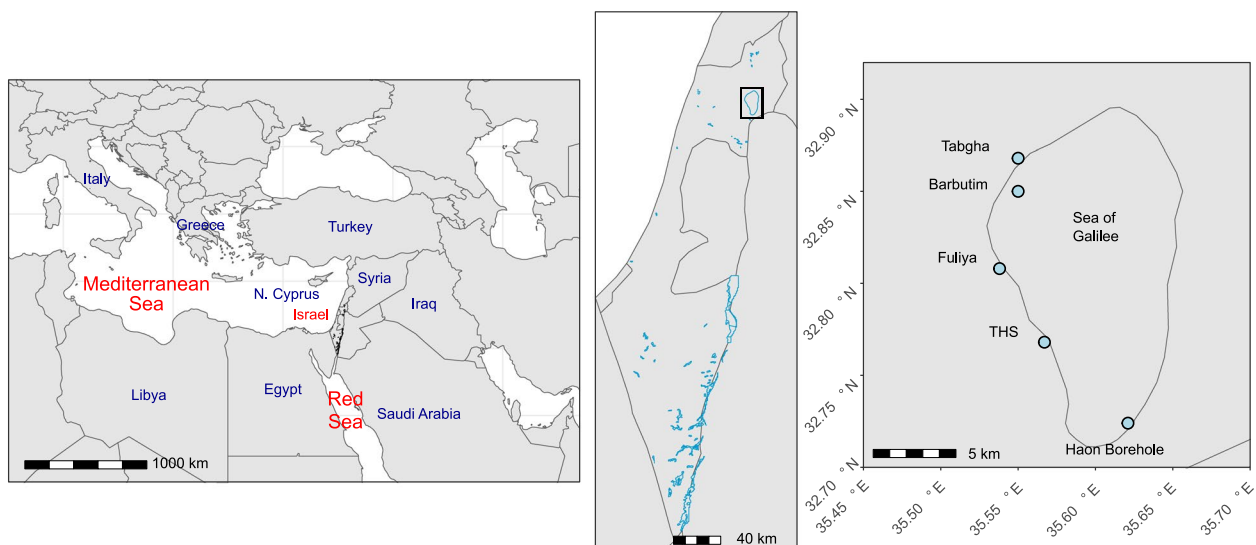 Italy
Greece
Turkey
Mediterranean
Sea
N. Cyprus
Syria
Israel
Iraq
Libya
Egypt
Red
Sea
Saudi Arabia
1000 km
40 km
32.90 °N
32.85 °N
32.80 °N
32.75 °N
32.70 °N
Tabgha
Barbutim
Sea of
Galilee
Fuliya
THS
Haon Borehole
5 km
35.45 °E
35.50 °E
35.55 °E
35.60 °E
35.65 °E
35.70 °E